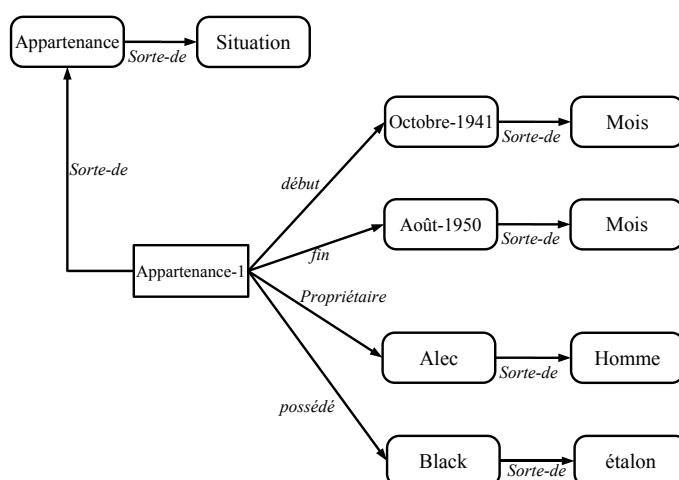 Appartenance
Sorte-de
Situation
Sorte-de
Octobre-1941
Sorte-de
Mois
début
Août-1950
Sorte-de
Mois
fin
Appartenance-1
Propriétaire
Alec
Sorte-de
Homme
possédé
Black
Sorte-de
étalon